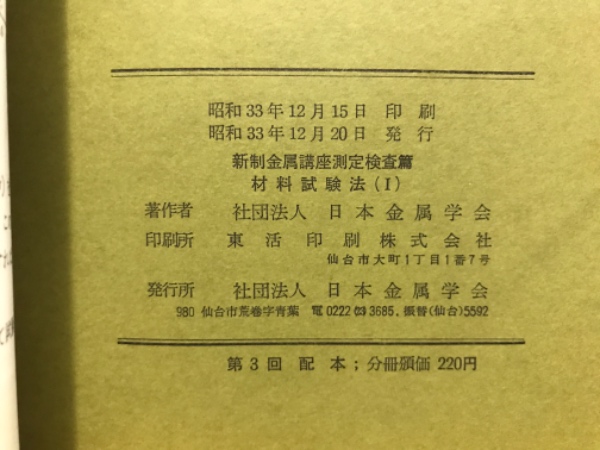 昭和33年12月15日 印刷
昭和33年12月20日 発行
新制金属講座測定検査篇
材料試験法(I)
著作者 社団法人 日本金属学会
印刷所 東活印刷株式会社
仙台市大町1丁目1番7号
発行所 社団法人 日本金属学会
980 仙台市荒巻字青葉 電0222 ㉓ 3685, 振替(仙台)5592
第3回配本; 分冊頒価 220円